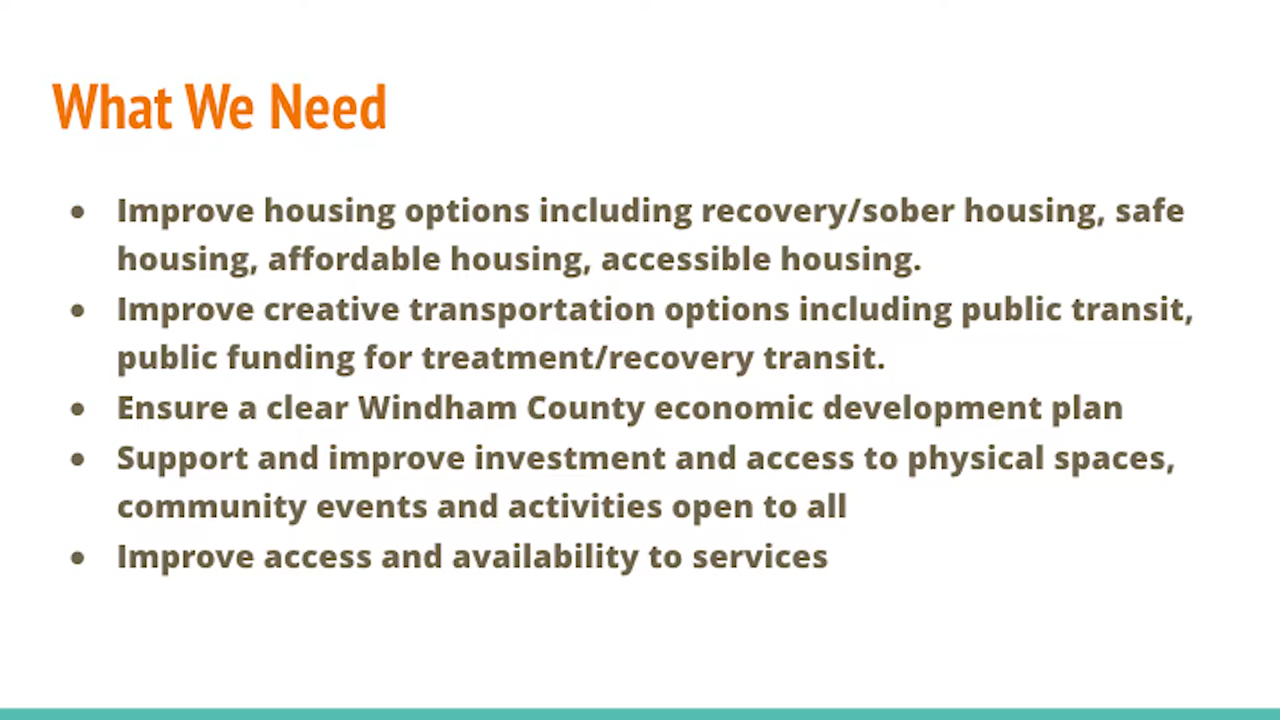 What We Need
● Improve housing options including recovery/sober housing, safe
housing, affordable housing, accessible housing.
● Improve creative transportation options including public transit,
public funding for treatment/recovery transit.
● Ensure a clear Windham County economic development plan
● Support and improve investment and access to physical spaces,
community events and activities open to all
● Improve access and availability to services